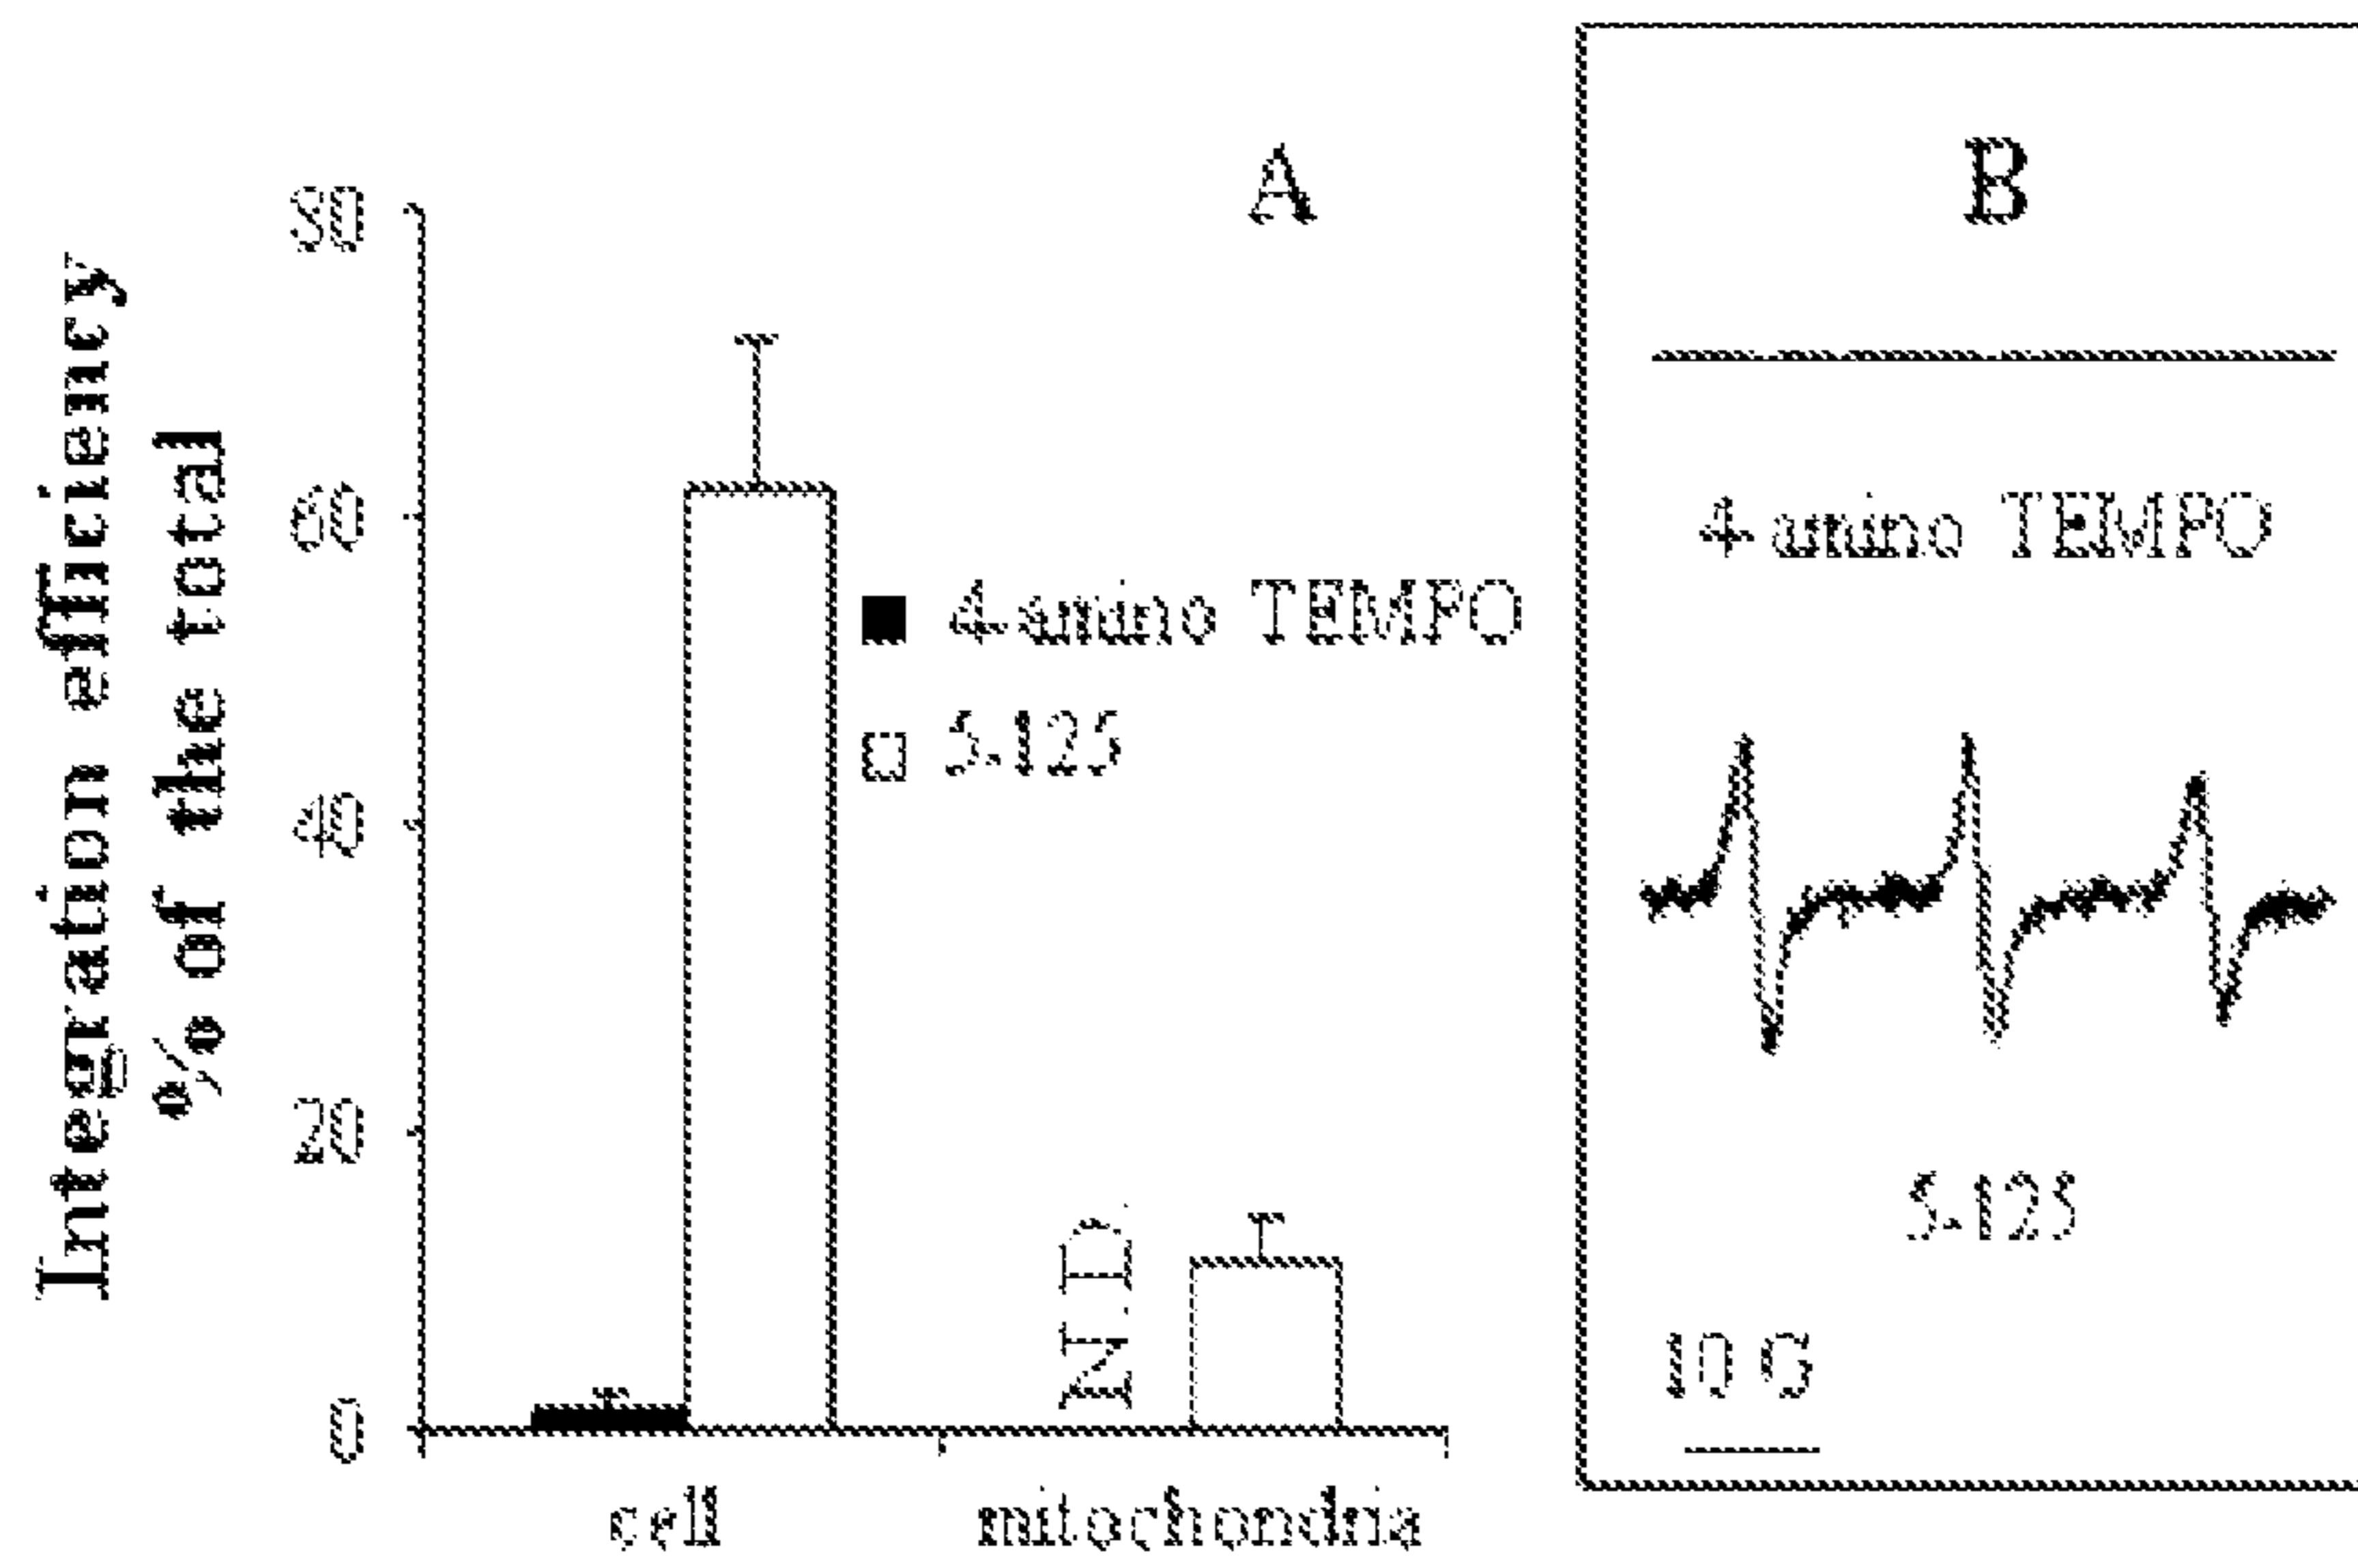 Integration efficiency
% of the total
A
80
60
40
20
0
4-amino TEMPO
5-125
N.D.
cell
mitochondria
B
4-amino TEMPO
5-125
10 G